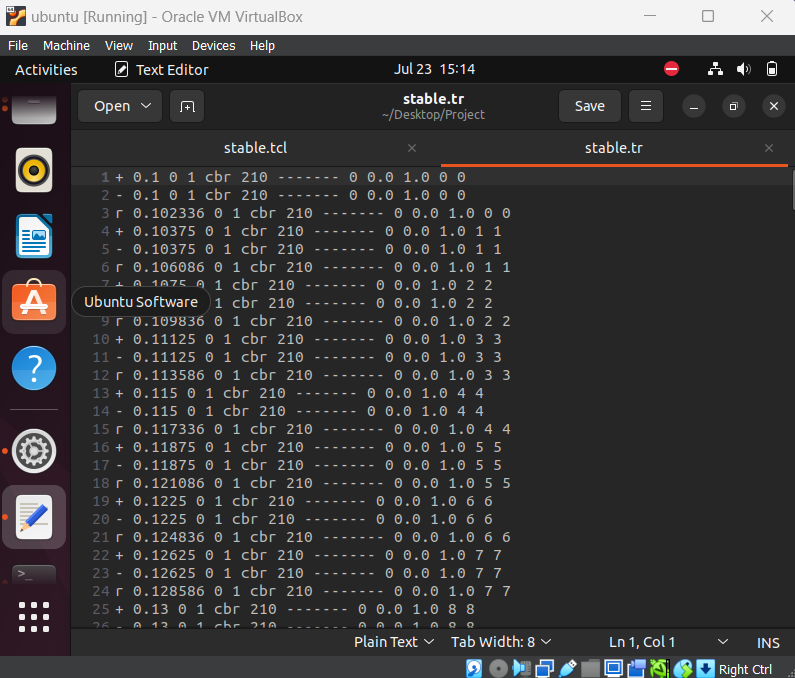 ubuntu [Running] - Oracle VM VirtualBox
File Machine View Input Devices Help
Activities Text Editor Jul 23 15:14
Open stable.tr Save
~/Desktop/Project
stable.tcl stable.tr
1 + 0.1 0 1 cbr 210 ------- 0 0.0 1.0 0 0
2 - 0.1 0 1 cbr 210 ------- 0 0.0 1.0 0 0
3 r 0.102336 0 1 cbr 210 ------- 0 0.0 1.0 0 0
4 + 0.10375 0 1 cbr 210 ------- 0 0.0 1.0 1 1
5 - 0.10375 0 1 cbr 210 ------- 0 0.0 1.0 1 1
6 r 0.106086 0 1 cbr 210 ------- 0 0.0 1.0 1 1
7 + 0.1075 0 1 cbr 210 ------- 0 0.0 1.0 2 2
Ubuntu Software 1 cbr 210 ------- 0 0.0 1.0 2 2
9 r 0.109836 0 1 cbr 210 ------- 0 0.0 1.0 2 2
10 + 0.11125 0 1 cbr 210 ------- 0 0.0 1.0 3 3
11 - 0.11125 0 1 cbr 210 ------- 0 0.0 1.0 3 3
12 r 0.113586 0 1 cbr 210 ------- 0 0.0 1.0 3 3
13 + 0.115 0 1 cbr 210 ------- 0 0.0 1.0 4 4
14 - 0.115 0 1 cbr 210 ------- 0 0.0 1.0 4 4
15 r 0.117336 0 1 cbr 210 ------- 0 0.0 1.0 4 4
16 + 0.11875 0 1 cbr 210 ------- 0 0.0 1.0 5 5
17 - 0.11875 0 1 cbr 210 ------- 0 0.0 1.0 5 5
18 r 0.121086 0 1 cbr 210 ------- 0 0.0 1.0 5 5
19 + 0.1225 0 1 cbr 210 ------- 0 0.0 1.0 6 6
20 - 0.1225 0 1 cbr 210 ------- 0 0.0 1.0 6 6
21 r 0.124836 0 1 cbr 210 ------- 0 0.0 1.0 6 6
22 + 0.12625 0 1 cbr 210 ------- 0 0.0 1.0 7 7
23 - 0.12625 0 1 cbr 210 ------- 0 0.0 1.0 7 7
24 r 0.128586 0 1 cbr 210 ------- 0 0.0 1.0 7 7
25 + 0.13 0 1 cbr 210 ------- 0 0.0 1.0 8 8
26 - 0.13 0 1 cbr 210 ------- 0 0.0 1.0 8 8
Plain Text Tab Width: 8 Ln 1, Col 1 INS
Right Ctrl